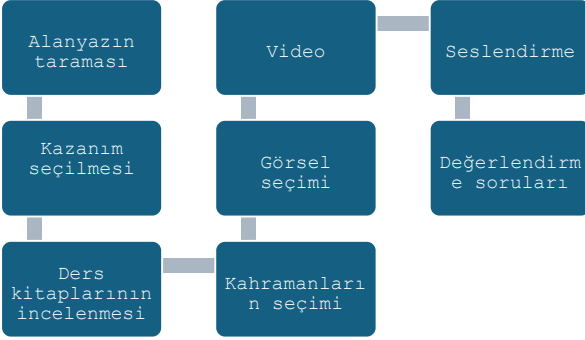 Alanyazın
taraması
Kazanım
seçilmesi
Ders
kitaplarının
incelenmesi
Kahramanları
n seçimi
Görsel
seçimi
Video
Seslendirme
Değerlendirm
e soruları